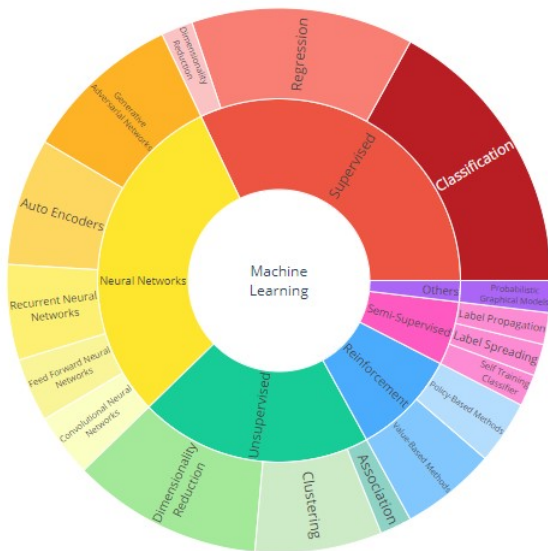 Machine
Learning
Supervised
Classification
Regression
Dimensionality
Reduction
Neural Networks
Generative
Adversarial Networks
Auto Encoders
Recurrent Neural
Networks
Feed Forward Neural
Networks
Convolutional Neural
Networks
Unsupervised
Dimensionality
Reduction
Clustering
Association
Reinforcement
Value-Based Methods
Policy-Based Methods
Semi-Supervised
Self Training
Classifier
Label Spreading
Label Propagation
Others
Probabilistic
Graphical Models